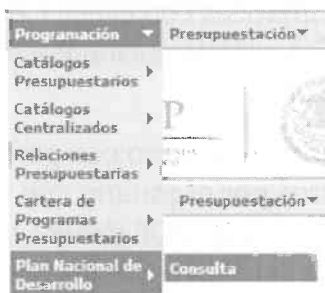 Programación Presupuestación
Catálogos
Presupuestarios
Catálogos
Centralizados
Relaciones
Presupuestarias
Cartera de
Programas
Presupuestarios
Presupuestación
Plan Nacional de
Desarrollo
Consulta